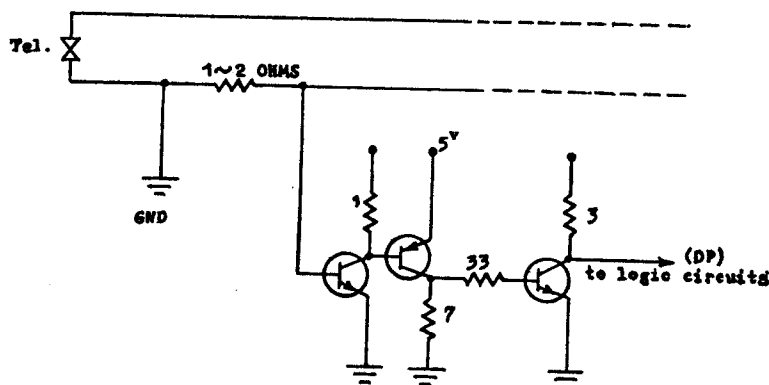 Tel.
1~2 OHMS
GND
5v
1
3
33
7
(DP)
to logic circuits